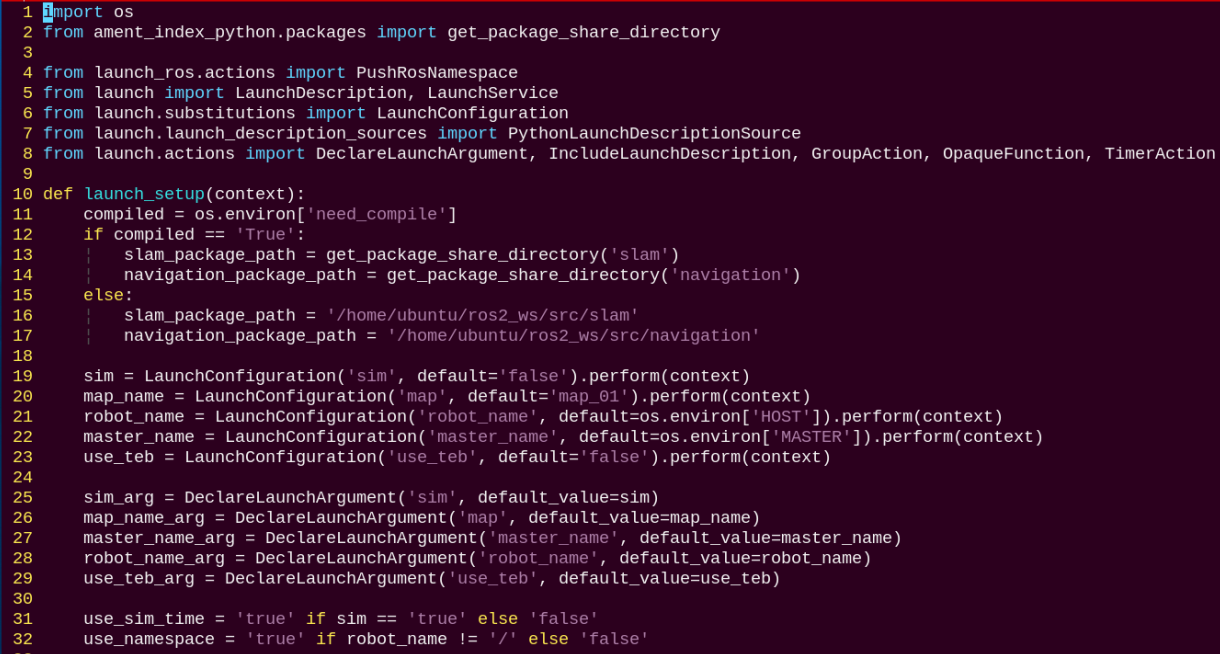 1 import os
2 from ament_index_python.packages import get_package_share_directory
3
4 from launch_ros.actions import PushRosNamespace
5 from launch import LaunchDescription, LaunchService
6 from launch.substitutions import LaunchConfiguration
7 from launch.launch_description_sources import PythonLaunchDescriptionSource
8 from launch.actions import DeclareLaunchArgument, IncludeLaunchDescription, GroupAction, OpaqueFunction, TimerAction
9
10 def launch_setup(context):
11     compiled = os.environ['need_compile']
12     if compiled == 'True':
13     ¦   slam_package_path = get_package_share_directory('slam')
14     ¦   navigation_package_path = get_package_share_directory('navigation')
15     else:
16     ¦   slam_package_path = '/home/ubuntu/ros2_ws/src/slam'
17     ¦   navigation_package_path = '/home/ubuntu/ros2_ws/src/navigation'
18
19     sim = LaunchConfiguration('sim', default='false').perform(context)
20     map_name = LaunchConfiguration('map', default='map_01').perform(context)
21     robot_name = LaunchConfiguration('robot_name', default=os.environ['HOST']).perform(context)
22     master_name = LaunchConfiguration('master_name', default=os.environ['MASTER']).perform(context)
23     use_teb = LaunchConfiguration('use_teb', default='false').perform(context)
24
25     sim_arg = DeclareLaunchArgument('sim', default_value=sim)
26     map_name_arg = DeclareLaunchArgument('map', default_value=map_name)
27     master_name_arg = DeclareLaunchArgument('master_name', default_value=master_name)
28     robot_name_arg = DeclareLaunchArgument('robot_name', default_value=robot_name)
29     use_teb_arg = DeclareLaunchArgument('use_teb', default_value=use_teb)
30
31     use_sim_time = 'true' if sim == 'true' else 'false'
32     use_namespace = 'true' if robot_name != '/' else 'false'